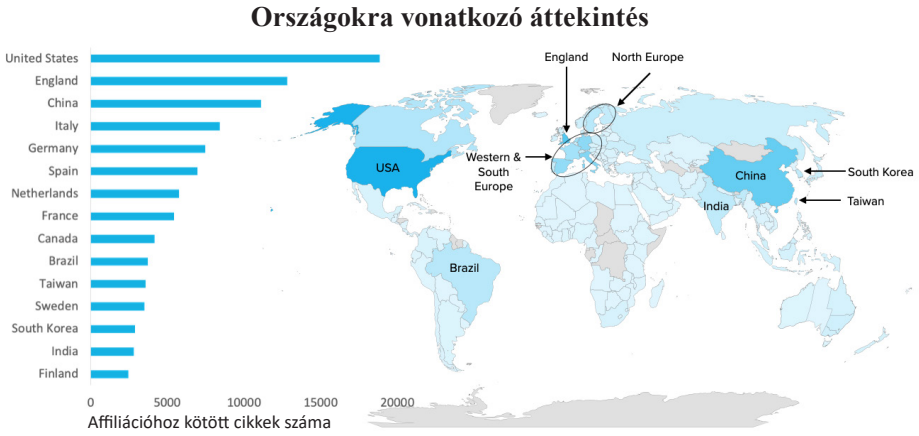 Országokra vonatkozó áttekintés
United States
England
China
Italy
Germany
Spain
Netherlands
France
Canada
Brazil
Taiwan
Sweden
South Korea
India
Finland
0 5000 10000 15000 20000
Affiliációhoz kötött cikkek száma
England
North Europe
USA
Western &
South
Europe
China
South Korea
India
Taiwan
Brazil